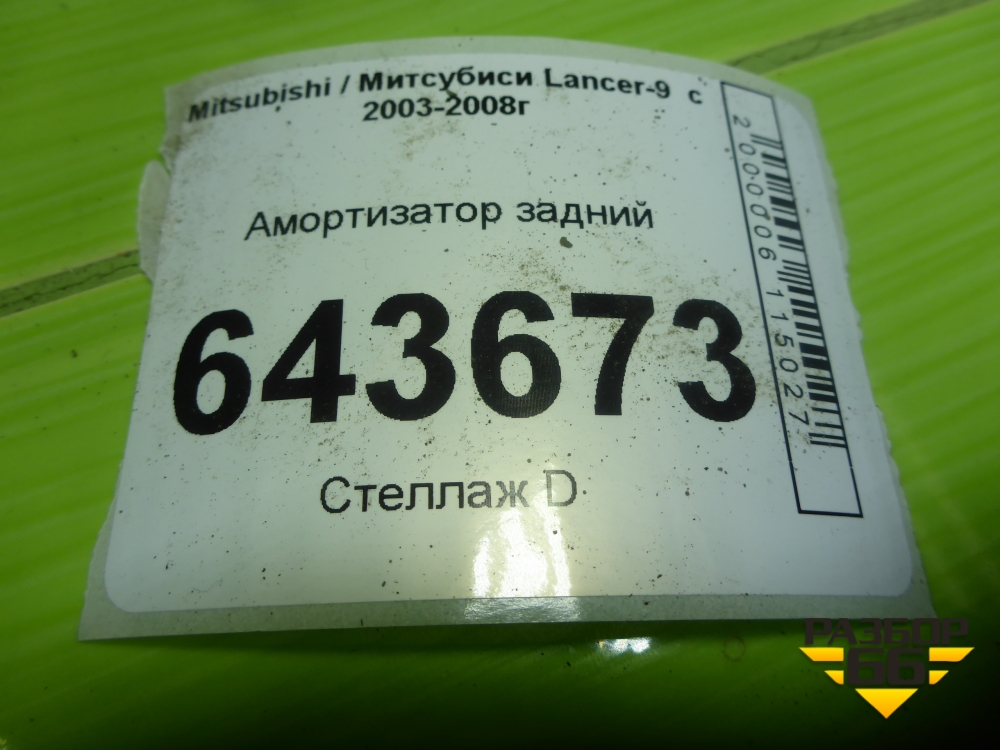 Mitsubishi / Митсубиси Lancer-9 с
2003-2008г
Амортизатор задний
643673
Стеллаж D
2000006115027
РАЗБОР
66